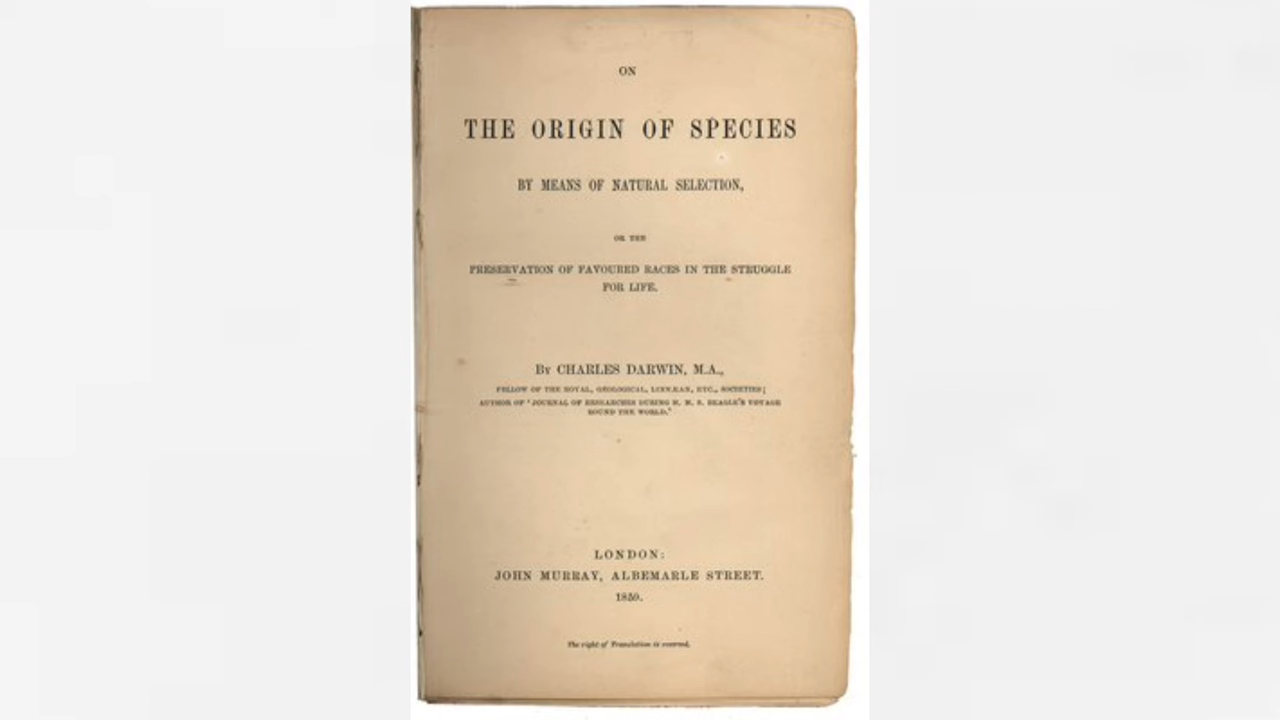 ON
THE ORIGIN OF SPECIES
BY MEANS OF NATURAL SELECTION,
OR THE
PRESERVATION OF FAVOURED RACES IN THE STRUGGLE
FOR LIFE.
By CHARLES DARWIN, M.A.,
FELLOW OF THE ROYAL, GEOLOGICAL, LINNÆAN, ETC., SOCIETIES;
AUTHOR OF 'JOURNAL OF RESEARCHES DURING H. M. S. BEAGLE'S VOYAGE
ROUND THE WORLD.'
LONDON:
JOHN MURRAY, ALBEMARLE STREET.
1859.
The right of Translation is reserved.